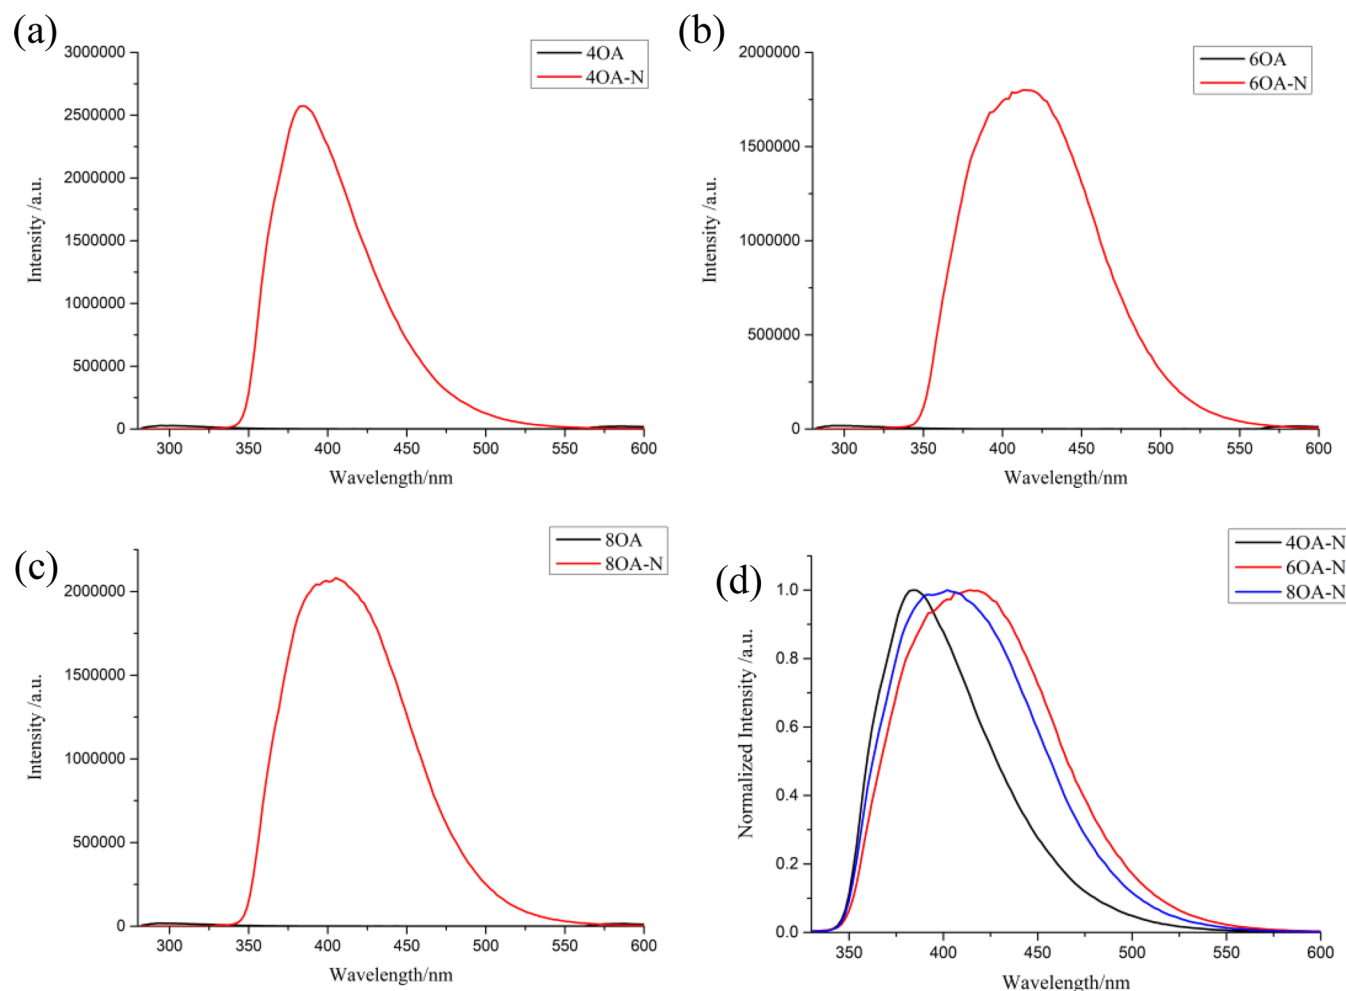 (a)
4OA
4OA-N
3000000
2500000
2000000
1500000
1000000
500000
0
300
350
400
450
500
550
600
Intensity /a.u.
Wavelength/nm
(b)
6OA
6OA-N
2000000
1500000
1000000
500000
0
300
350
400
450
500
550
600
Intensity /a.u.
Wavelength/nm
(c)
8OA
8OA-N
2000000
1500000
1000000
500000
0
300
350
400
450
500
550
600
Intensity /a.u.
Wavelength/nm
(d)
4OA-N
6OA-N
8OA-N
1.0
0.8
0.6
0.4
0.2
0.0
350
400
450
500
550
600
Normalized Intensity /a.u.
Wavelength/nm